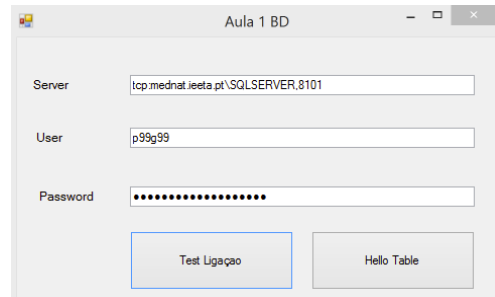 Aula 1 BD
Server tcp:mednat.ieeta.pt\SQLSERVER,8101
User p99g99
Password ●●●●●●●●●●●●●●●●●●●
Test Ligaçao Hello Table